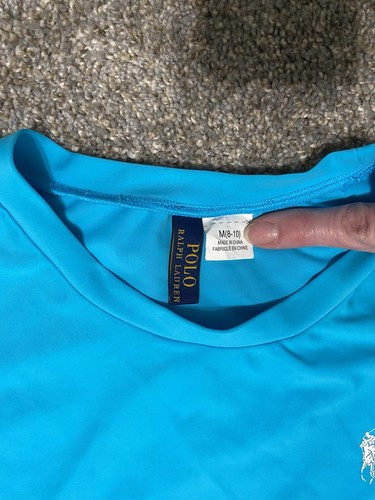 POLO
RALPH LAUREN
M(8-10)
MADE IN CHINA
FABRIQUÉ EN CHINE